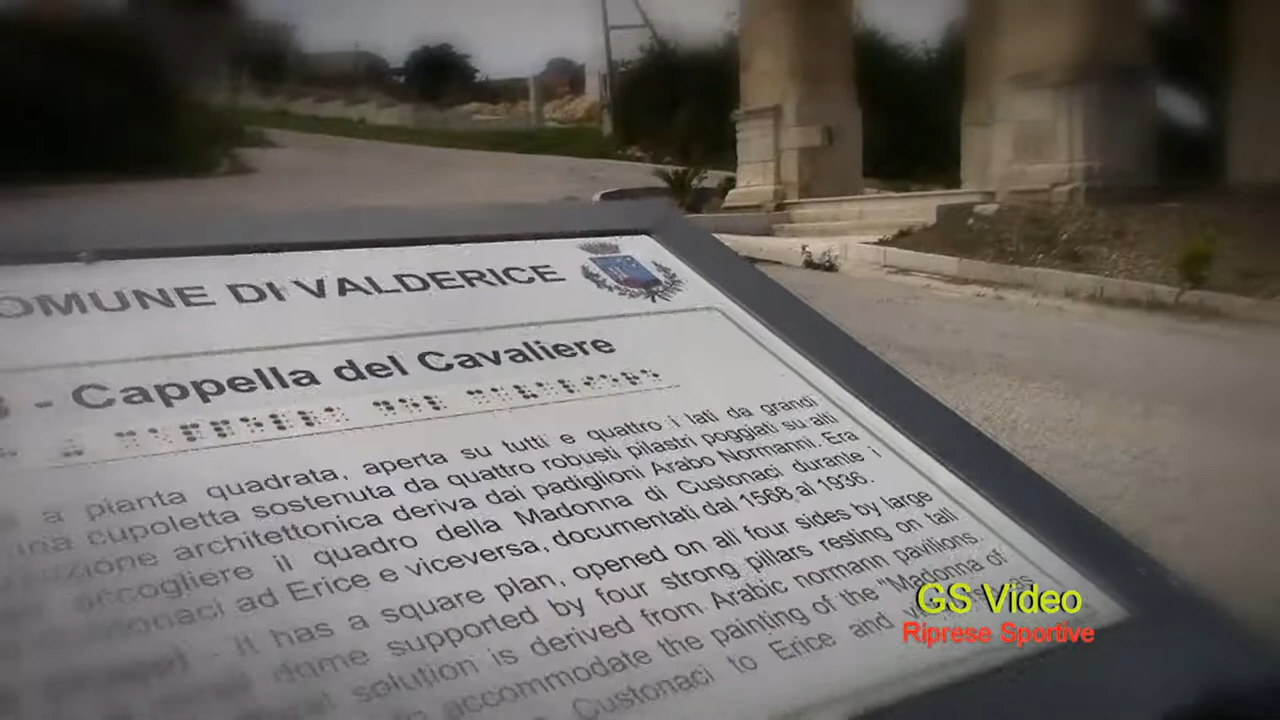 OMUNE DI VALDERICE
- Cappella del Cavaliere
a pianta quadrata, aperta su tutti e quattro i lati da grandi
una cupoletta sostenuta da quattro robusti pilastri poggiati su alti
architettonica deriva dai padiglioni Arabo Normanni. Era
accogliere il quadro della Madonna di Custonaci durante i
onaci ad Erice e viceversa, documentati dal 1568 al 1936.
It has a square plan, opened on all four sides by large
dome supported by four strong pillars resting on tall
solution is derived from Arabic normann pavilions.
accommodate the painting of the "Madonna of
Custonaci to Erice and
GS Video
Riprese Sportive